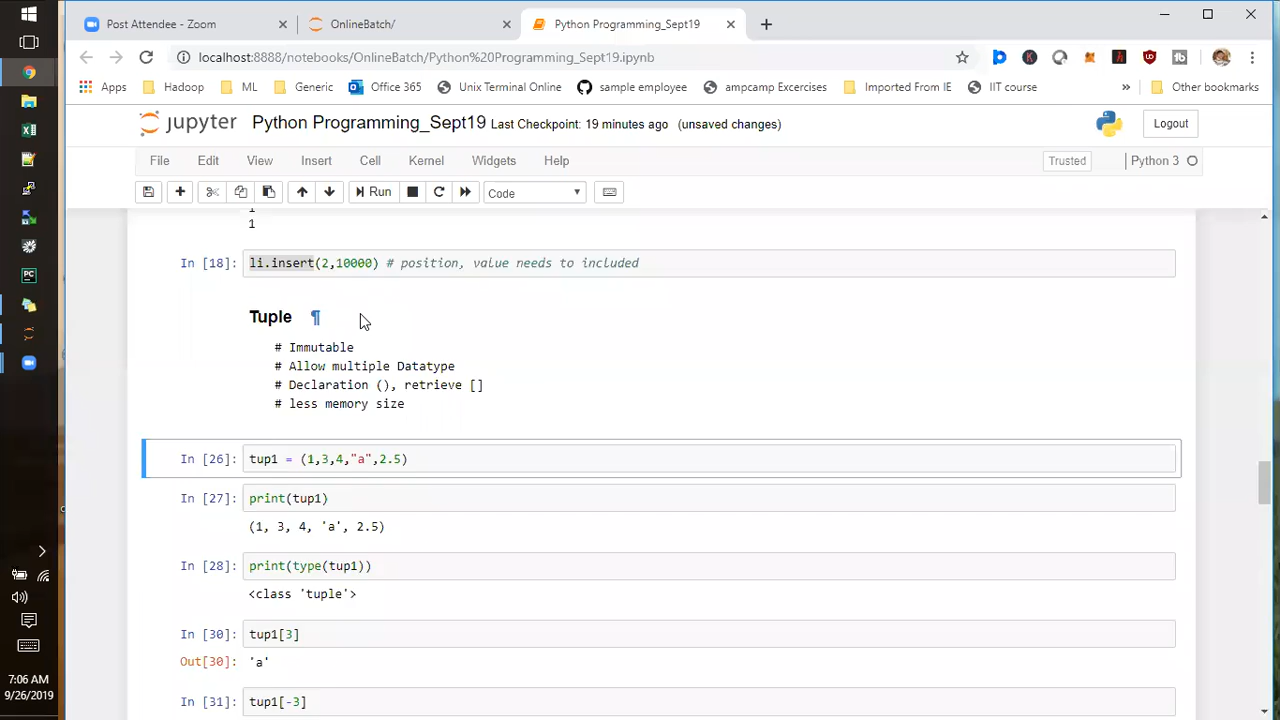 Post Attendee - Zoom
OnlineBatch/
Python Programming_Sept19
localhost:8888/notebooks/OnlineBatch/Python%20Programming_Sept19.ipynb
Apps
Hadoop
ML
Generic
Office 365
Unix Terminal Online
sample employee
ampcamp Excercises
Imported From IE
IIT course
»
Other bookmarks
jupyter
Python Programming_Sept19 Last Checkpoint: 19 minutes ago (unsaved changes)
Logout
File Edit View Insert Cell Kernel Widgets Help
Trusted
Python 3
Run
Code
1
In [18]: li.insert(2,10000) # position, value needs to included
Tuple ¶
# Immutable
# Allow multiple Datatype
# Declaration (), retrieve []
# less memory size
In [26]: tup1 = (1,3,4,"a",2.5)
In [27]: print(tup1)
(1, 3, 4, 'a', 2.5)
In [28]: print(type(tup1))
<class 'tuple'>
In [30]: tup1[3]
Out[30]: 'a'
In [31]: tup1[-3]
7:06 AM
9/26/2019